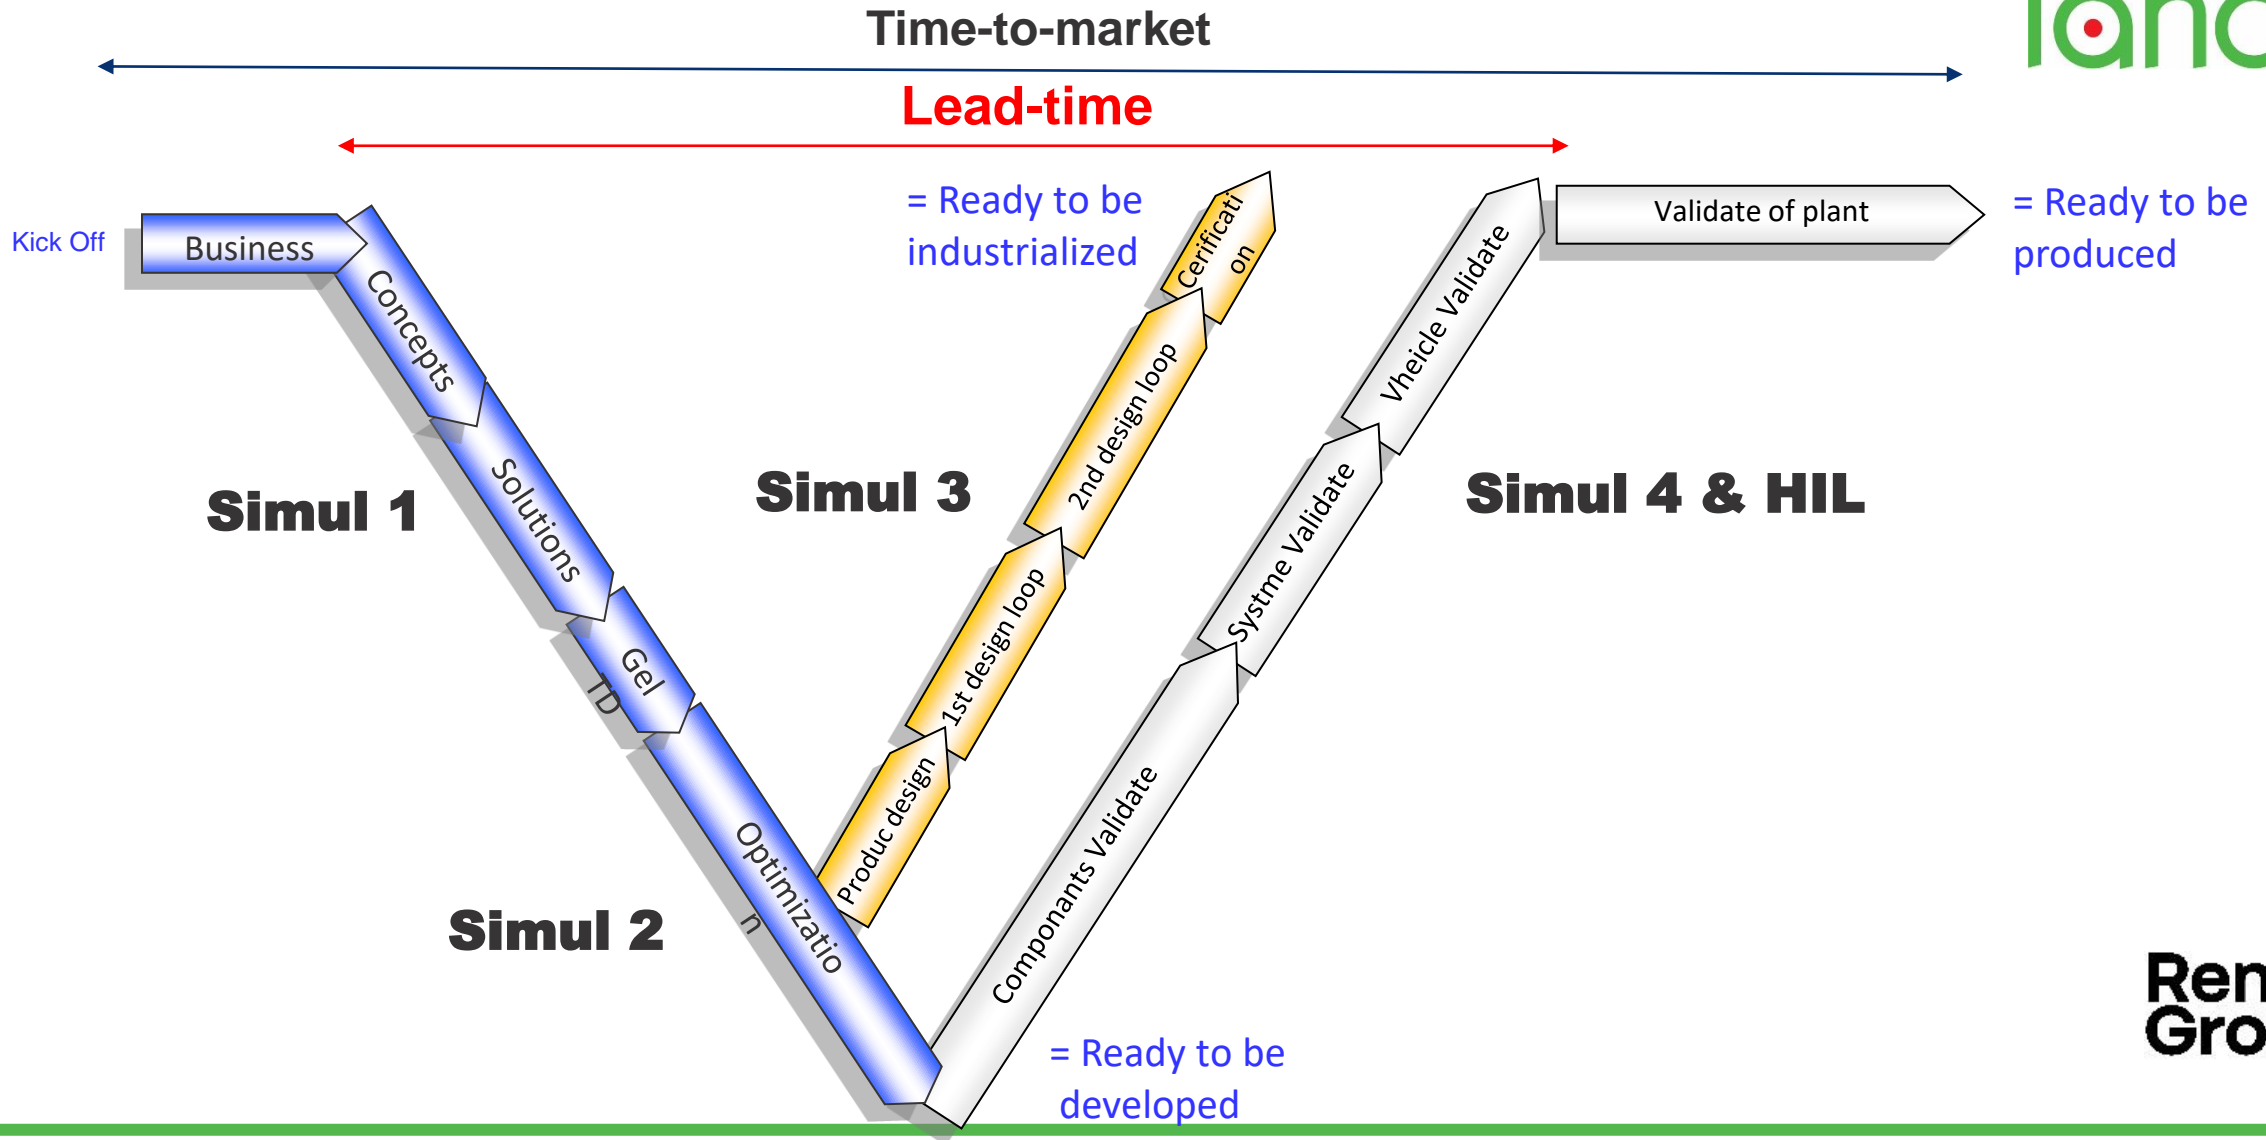 Time-to-market
Lead-time
Kick Off
Business
Concepts
Solutions
Gel
TD
Optimizatio
n
Simul 1
Simul 2
Simul 3
Simul 4 & HIL
= Ready to be
industrialized
Produc design
1st design loop
2nd design loop
Cerificati
on
Componants Validate
Systme Validate
Vheicle Validate
Validate of plant
= Ready to be
produced
= Ready to be
developed
Ren
Gro